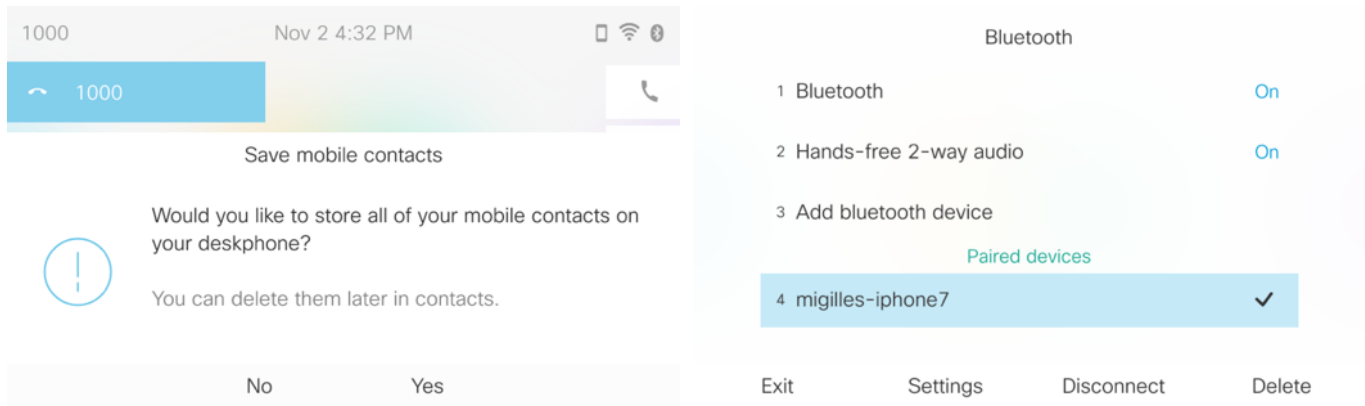 1000 Nov 2 4:32 PM
1000
Save mobile contacts
Would you like to store all of your mobile contacts on
your deskphone?
You can delete them later in contacts.
No Yes
Bluetooth
1 Bluetooth On
2 Hands-free 2-way audio On
3 Add bluetooth device
Paired devices
4 migilles-iphone7
Exit Settings Disconnect Delete